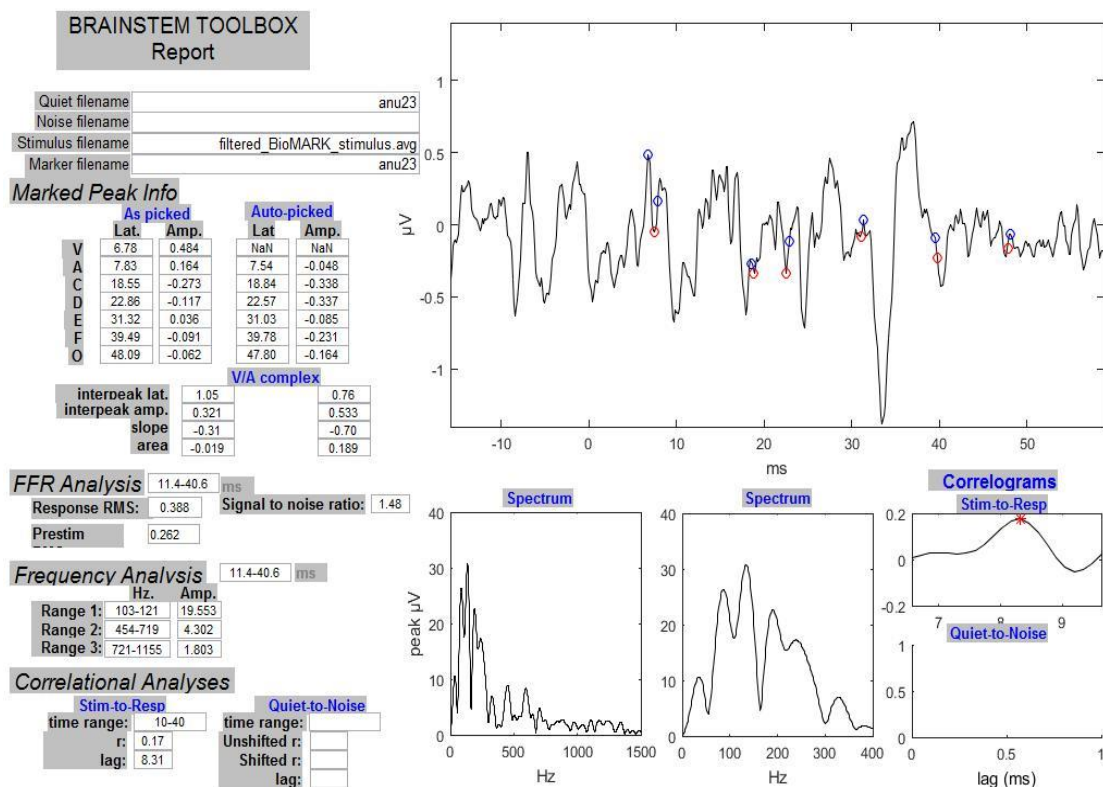 BRAINSTEM TOOLBOX
Report
Quiet filename anu23
Noise filename
Stimulus filename filtered_BioMARK_stimulus.avg
Marker filename anu23
Marked Peak Info
As picked Auto-picked
Lat. Amp. Lat Amp.
V 6.78 0.484 NaN NaN
A 7.83 0.164 7.54 -0.048
C 18.55 -0.273 18.84 -0.338
D 22.86 -0.117 22.57 -0.337
E 31.32 0.036 31.03 -0.085
F 39.49 -0.091 39.78 -0.231
O 48.09 -0.062 47.80 -0.164
V/A complex
interpeak lat. 1.05 0.76
interpeak amp. 0.321 0.533
slope -0.31 -0.70
area -0.019 0.189
1
0.5
0
-0.5
-1
µV
-10 0 10 20 30 40 50
ms
FFR Analysis 11.4-40.6 ms
Response RMS: 0.388 Signal to noise ratio: 1.48
Prestim 0.262
Frequency Analysis 11.4-40.6 ms
Hz. Amp.
Range 1: 103-121 19.553
Range 2: 454-719 4.302
Range 3: 721-1155 1.803
Correlational Analyses
Stim-to-Resp Quiet-to-Noise
time range: 10-40 time range:
r: 0.17 Unshifted r:
lag: 8.31 Shifted r:
lag:
Spectrum
40
30
20
10
0
peak µV
0 500 1000 1500
Hz
Spectrum
40
30
20
10
0
0 100 200 300 400
Hz
Correlograms
Stim-to-Resp
0.2
0
-0.2
7 8 9
Quiet-to-Noise
1
0.8
0.6
0.4
0.2
0
0 0.5 1
lag (ms)